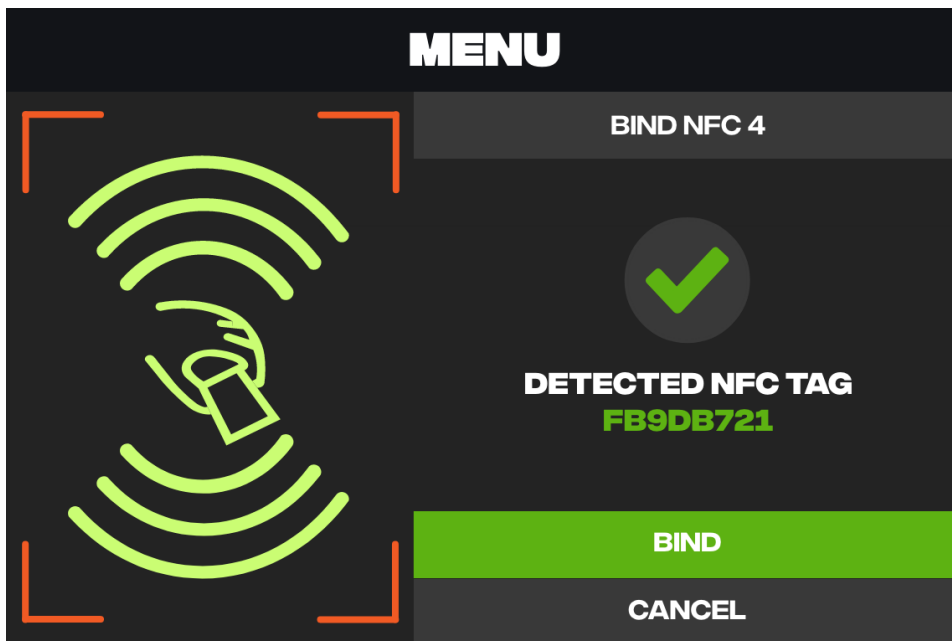 MENU
BIND NFC 4
DETECTED NFC TAG
FB9DB721
BIND
CANCEL